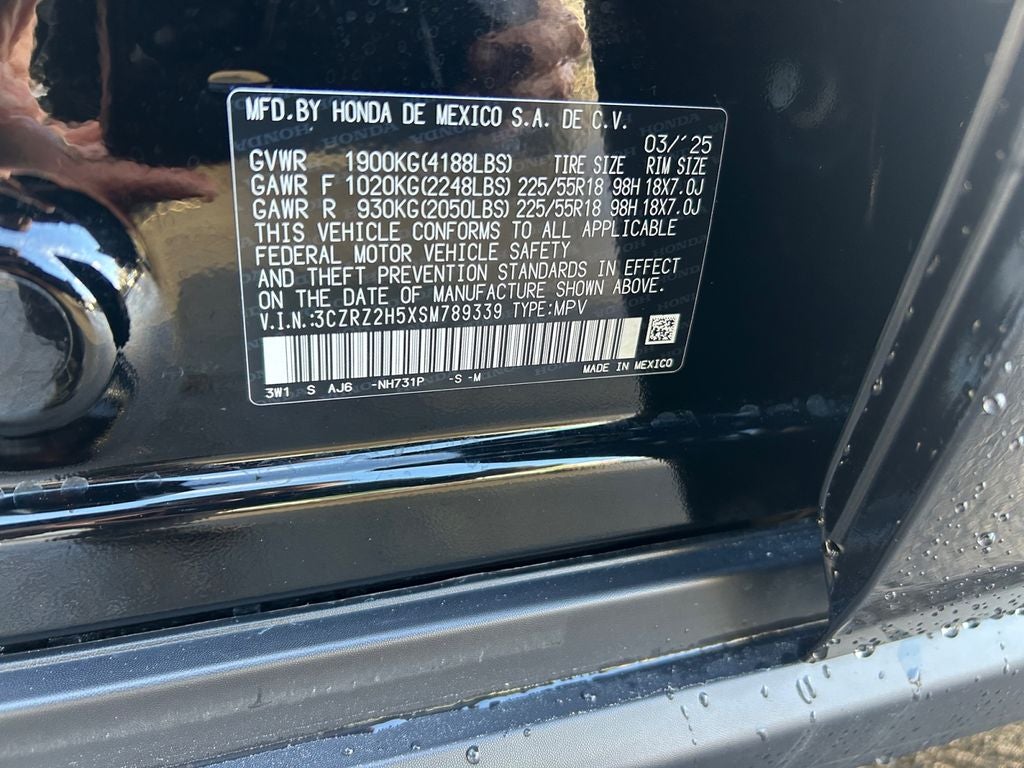 MFD.BY HONDA DE MEXICO S.A. DE C.V.
03/'25
GVWR 1900KG(4188LBS) TIRE SIZE RIM SIZE
GAWR F 1020KG(2248LBS) 225/55R18 98H 18X7.0J
GAWR R 930KG(2050LBS) 225/55R18 98H 18X7.0J
THIS VEHICLE CONFORMS TO ALL APPLICABLE
FEDERAL MOTOR VEHICLE SAFETY
AND THEFT PREVENTION STANDARDS IN EFFECT
ON THE DATE OF MANUFACTURE SHOWN ABOVE.
V.I.N.:3CZRZ2H5XSM789339 TYPE:MPV
MADE IN MEXICO
3W1 S AJ6 -NH731P -S -M